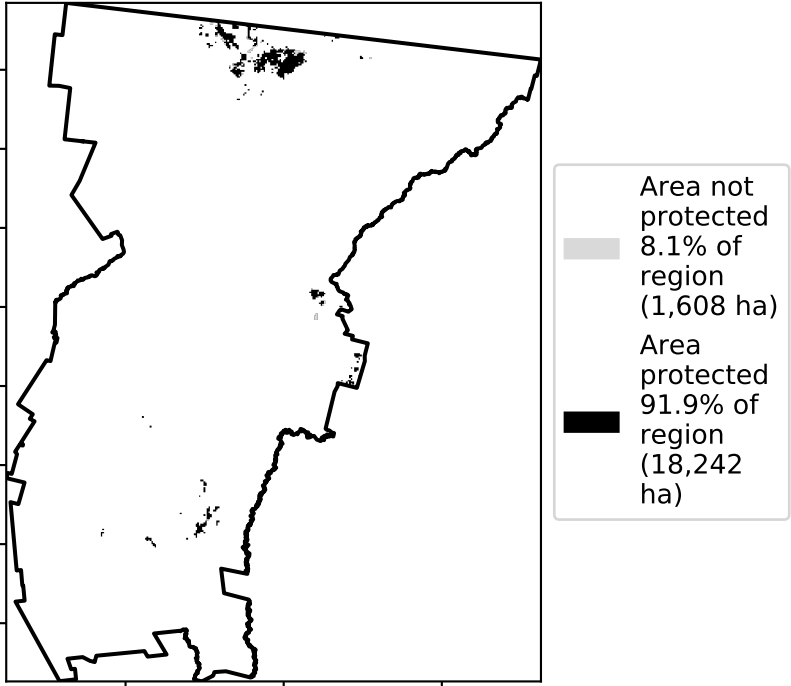 Area not
protected
8.1% of
region
(1,608 ha)
Area
protected
91.9% of
region
(18,242
ha)